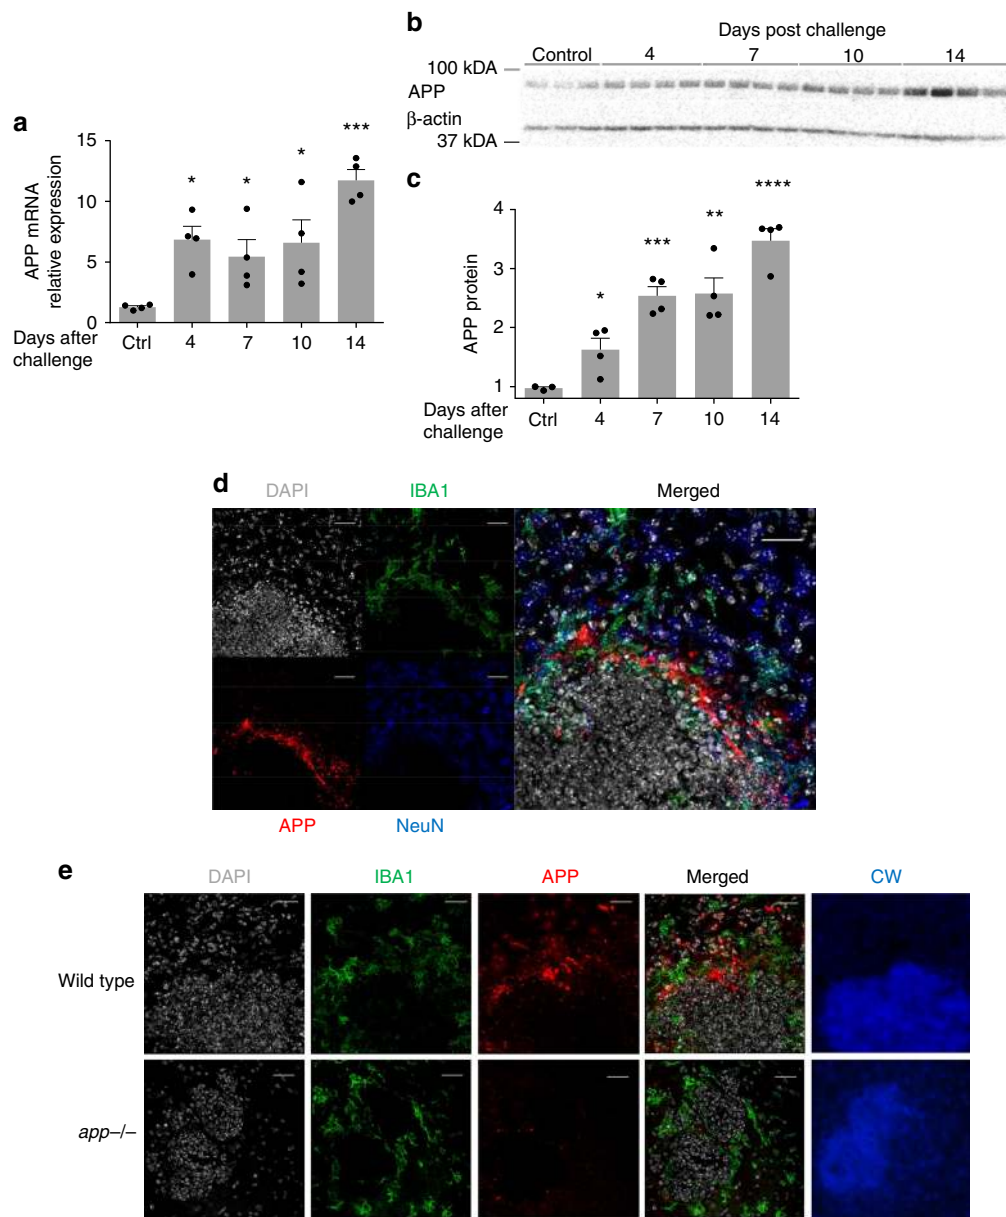 b
Days post challenge
Control 4 7 10 14
100 kDA
APP
β-actin
37 kDA
a
APP mRNA
relative expression
15
10
5
0
*
*
*
***
Days after
challenge
Ctrl 4 7 10 14
c
APP protein
4
3
2
1
*
***
**
****
Days after
challenge
Ctrl 4 7 10 14
d
DAPI IBA1 Merged
APP NeuN
e
DAPI IBA1 APP Merged CW
Wild type
app–/–